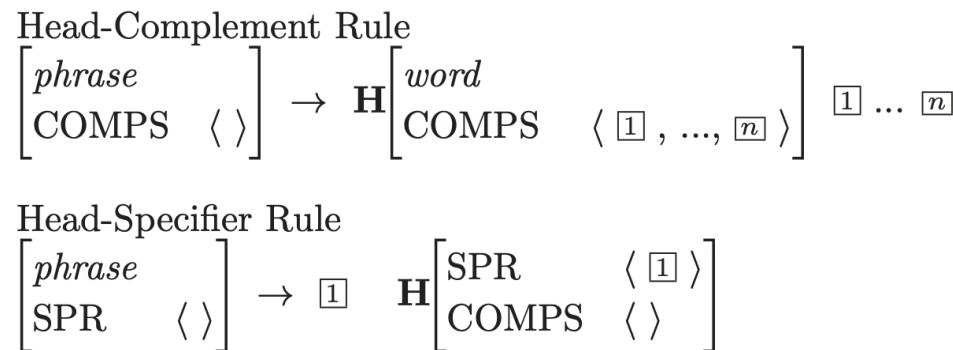 Head-Complement Rule
[phrase COMPS ⟨ ⟩] → H[word COMPS ⟨ 1 , ..., n ⟩] 1 ... n
Head-Specifier Rule
[phrase SPR ⟨ ⟩] → 1 H[SPR ⟨ 1 ⟩ COMPS ⟨ ⟩]